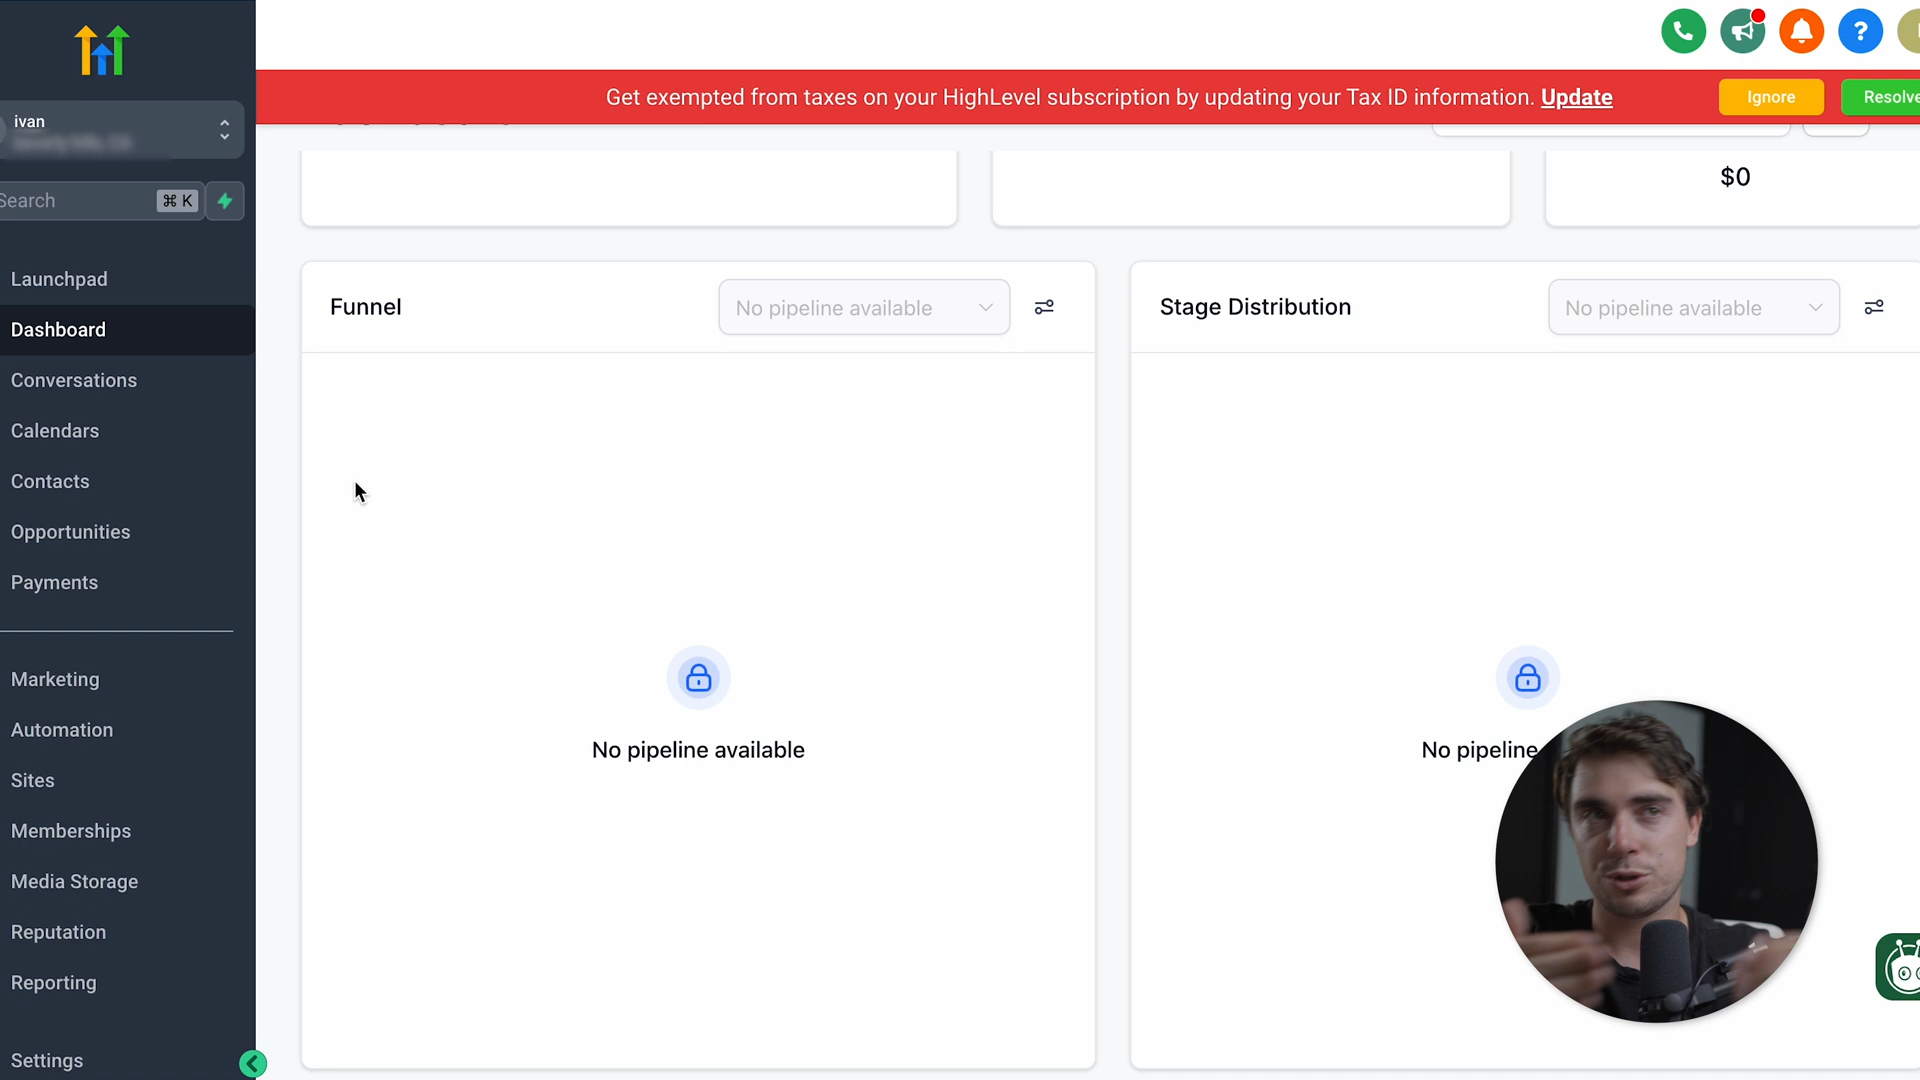 Get exempted from taxes on your HighLevel subscription by updating your Tax ID information. Update
Ignore
Resolve
ivan
Search
⌘ K
Launchpad
Dashboard
Conversations
Calendars
Contacts
Opportunities
Payments
Marketing
Automation
Sites
Memberships
Media Storage
Reputation
Reporting
Settings
$0
Funnel
No pipeline available
No pipeline available
Stage Distribution
No pipeline available
No pipeline